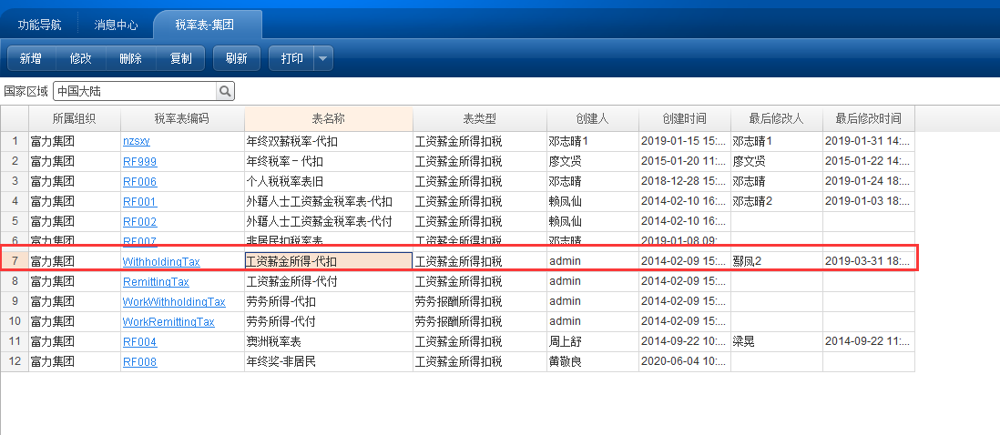 功能导航 消息中心 税率表-集团
新增 修改 删除 复制 刷新 打印
国家区域 中国大陆
所属组织 税率表编码 表名称 表类型 创建人 创建时间 最后修改人 最后修改时间
1 富力集团 nzsxy 年终双薪税率-代扣 工资薪金所得扣税 邓志晴1 2019-01-15 15:... 邓志晴1 2019-01-31 14:...
2 富力集团 RF999 年终税率－代扣 工资薪金所得扣税 廖文贤 2015-01-20 11:... 廖文贤 2015-01-22 14:...
3 富力集团 RF006 个人税税率表旧 工资薪金所得扣税 邓志晴 2018-12-28 15:... 邓志晴 2019-01-24 18:...
4 富力集团 RF001 外籍人士工资薪金税率表-代扣 工资薪金所得扣税 赖凤仙 2014-02-10 16:... 邓志晴2 2019-01-03 18:...
5 富力集团 RF002 外籍人士工资薪金税率表-代付 工资薪金所得扣税 赖凤仙 2014-02-10 16:...
6 富力集团 RF007 非居民扣税率表 工资薪金所得扣税 邓志晴 2019-01-08 09:
7 富力集团 WithholdingTax 工资薪金所得-代扣 工资薪金所得扣税 admin 2014-02-09 15:... 鄢凤2 2019-03-31 18:...
8 富力集团 RemittingTax 工资薪金所得-代付 工资薪金所得扣税 admin 2014-02-09 15:...
9 富力集团 WorkWithholdingTax 劳务所得-代扣 劳务报酬所得扣税 admin 2014-02-09 15:...
10 富力集团 WorkRemittingTax 劳务所得-代付 劳务报酬所得扣税 admin 2014-02-09 15:...
11 富力集团 RF004 澳洲税率表 工资薪金所得扣税 周上舒 2014-09-22 10:... 梁晃 2014-09-22 11:...
12 富力集团 RF008 年终奖-非居民 工资薪金所得扣税 黄敬良 2020-06-04 10:...